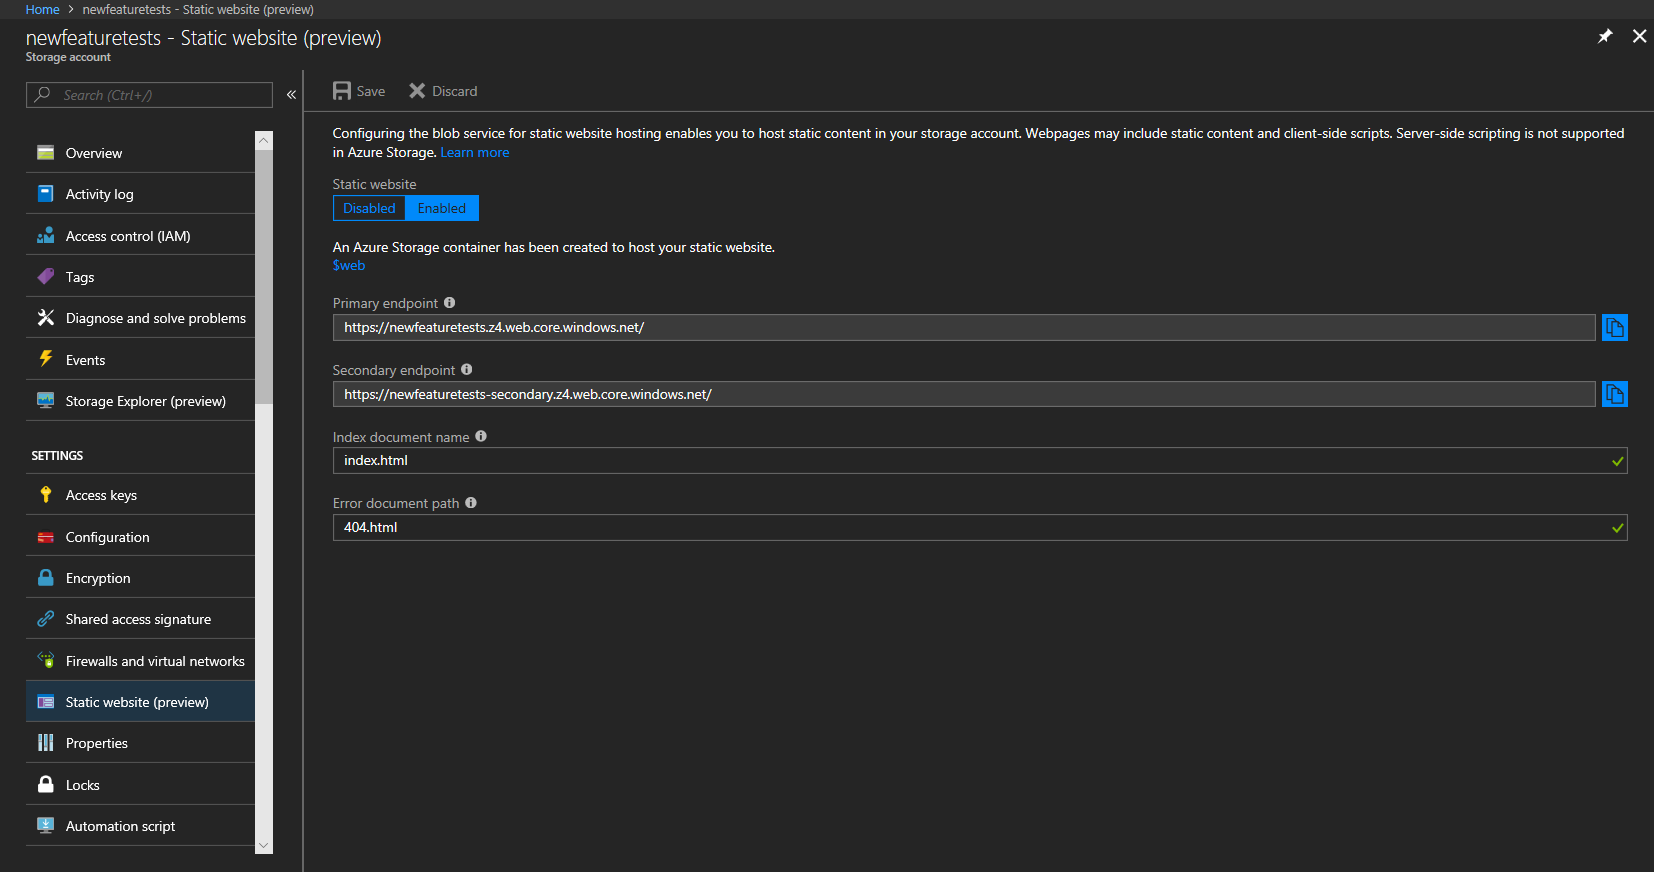 Home > newfeaturetests - Static website (preview)
newfeaturetests - Static website (preview)
Storage account
Search (Ctrl+/)
«
Overview
Activity log
Access control (IAM)
Tags
Diagnose and solve problems
Events
Storage Explorer (preview)
SETTINGS
Access keys
Configuration
Encryption
Shared access signature
Firewalls and virtual networks
Static website (preview)
Properties
Locks
Automation script
Save Discard
Configuring the blob service for static website hosting enables you to host static content in your storage account. Webpages may include static content and client-side scripts. Server-side scripting is not supported
in Azure Storage. Learn more
Static website
Disabled Enabled
An Azure Storage container has been created to host your static website.
$web
Primary endpoint
https://newfeaturetests.z4.web.core.windows.net/
Secondary endpoint
https://newfeaturetests-secondary.z4.web.core.windows.net/
Index document name
index.html
Error document path
404.html